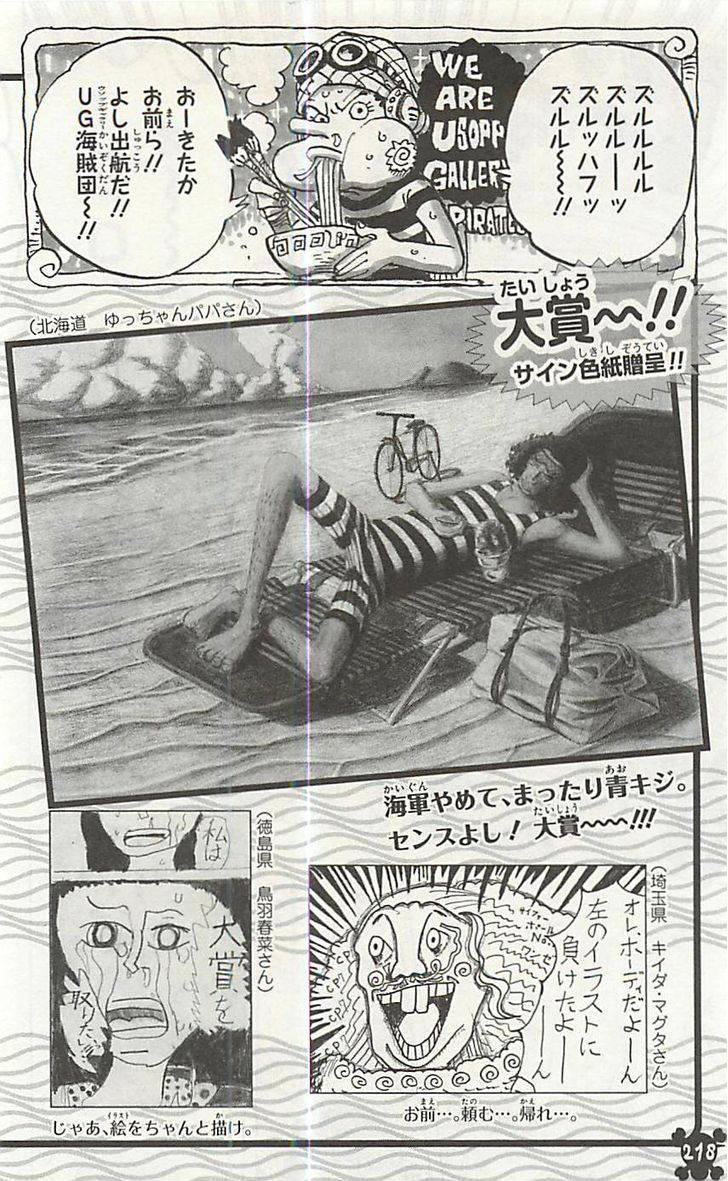 ズルルルル
ズルルーッ
ズルッハフッ
ズルル〜!!
WE
ARE
USOPP
GALLERY
PIRATES
おーきたか
お前ら!!
よし出航だ!!
UG海賊団〜!!
(北海道 ゆっちゃんパパさん)
大賞〜!!
サイン色紙贈呈!!
海軍やめて、まったり青キジ。
センスよし! 大賞〜〜!!!
(埼玉県 キイダ・マグタさん)
オレ、ホーディだよーん
左のイラストに
負けたよーーん
CP7
CP7
CP7
お前…。頼む…。帰れ…。
(徳島県 鳥羽春菜さん)
私は
大賞を
取りたい
じゃあ、絵をちゃんと描け。
218